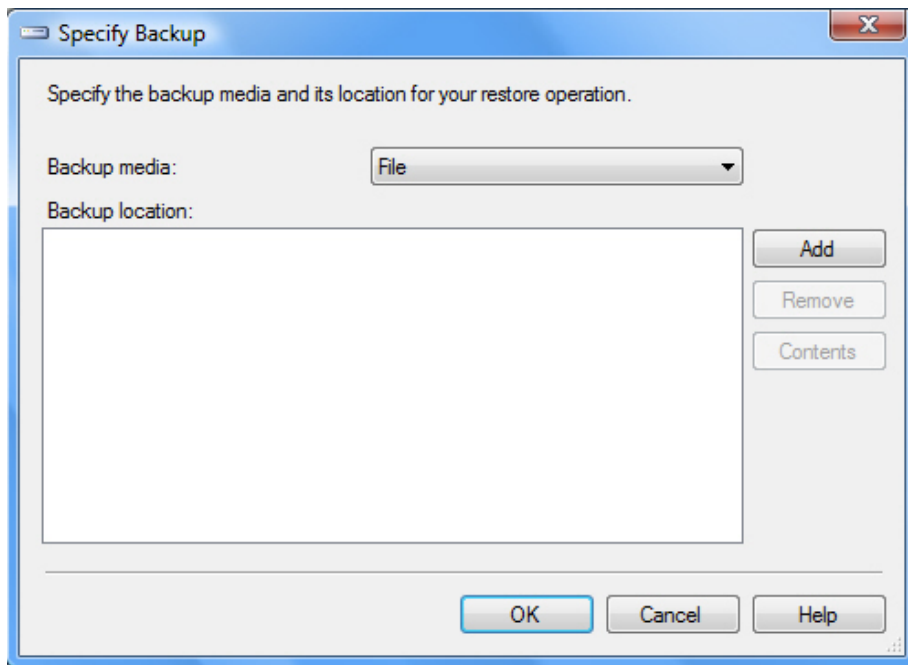 Specify Backup
Specify the backup media and its location for your restore operation.
Backup media:
File
Backup location:
Add
Remove
Contents
OK
Cancel
Help